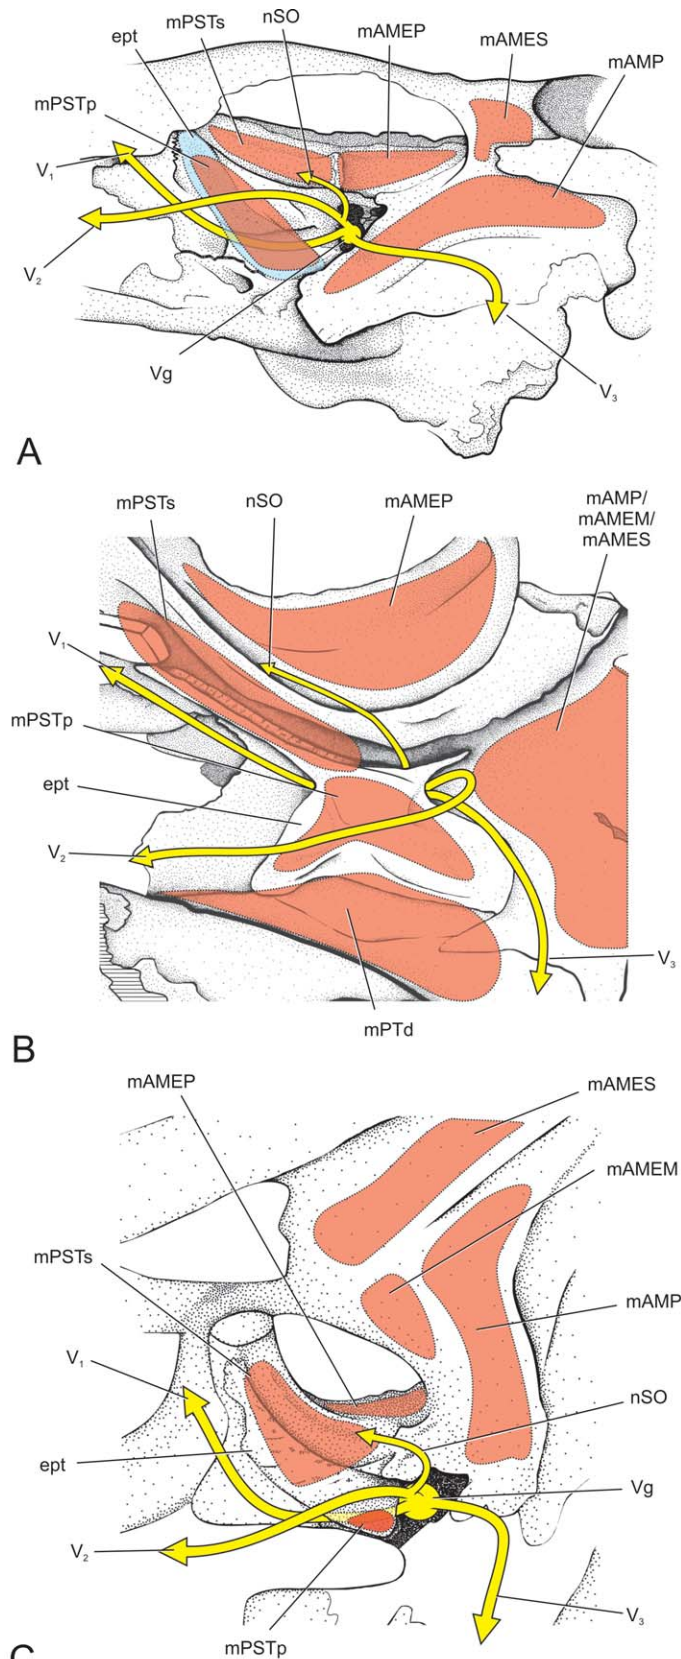 mPSTs
nSO
mAMEP
mAMES
mAMP
ept
mPSTp
V₁
V₂
Vg
V₃
A
mPSTs
nSO
mAMEP
mAMP/
mAMEM/
mAMES
V₁
mPSTp
ept
V₂
V₃
mPTd
B
mAMEP
mAMES
mAMEM
mPSTs
mAMP
V₁
nSO
ept
Vg
V₂
V₃
mPSTp
C